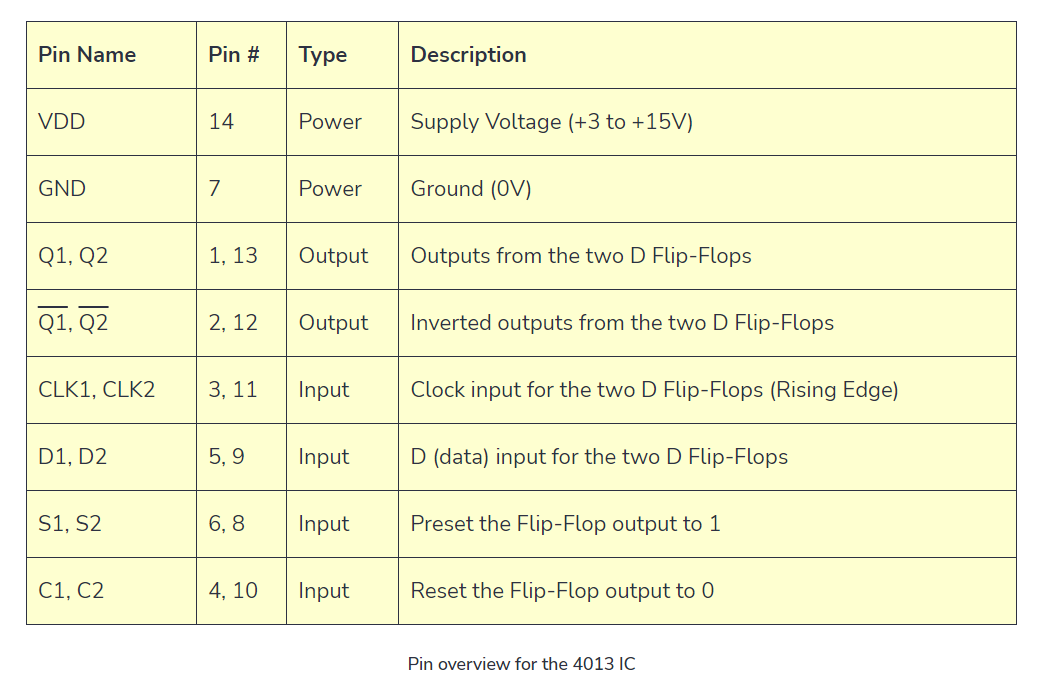 Pin Name Pin # Type Description
VDD 14 Power Supply Voltage (+3 to +15V)
GND 7 Power Ground (0V)
Q1, Q2 1, 13 Output Outputs from the two D Flip-Flops
Q̅1̅, Q̅2̅ 2, 12 Output Inverted outputs from the two D Flip-Flops
CLK1, CLK2 3, 11 Input Clock input for the two D Flip-Flops (Rising Edge)
D1, D2 5, 9 Input D (data) input for the two D Flip-Flops
S1, S2 6, 8 Input Preset the Flip-Flop output to 1
C1, C2 4, 10 Input Reset the Flip-Flop output to 0
Pin overview for the 4013 IC